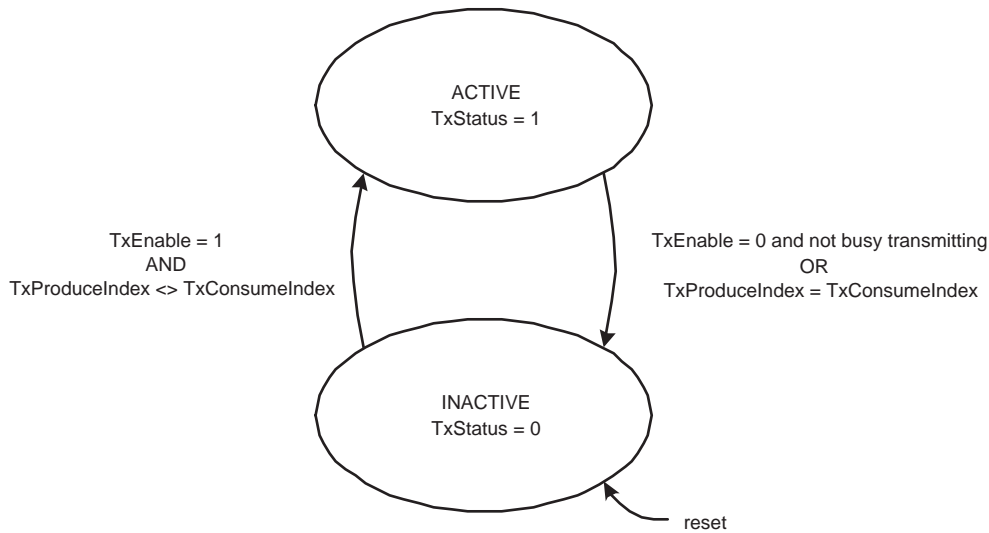 ACTIVE
TxStatus = 1
TxEnable = 1
AND
TxProduceIndex <> TxConsumeIndex
TxEnable = 0 and not busy transmitting
OR
TxProduceIndex = TxConsumeIndex
INACTIVE
TxStatus = 0
reset